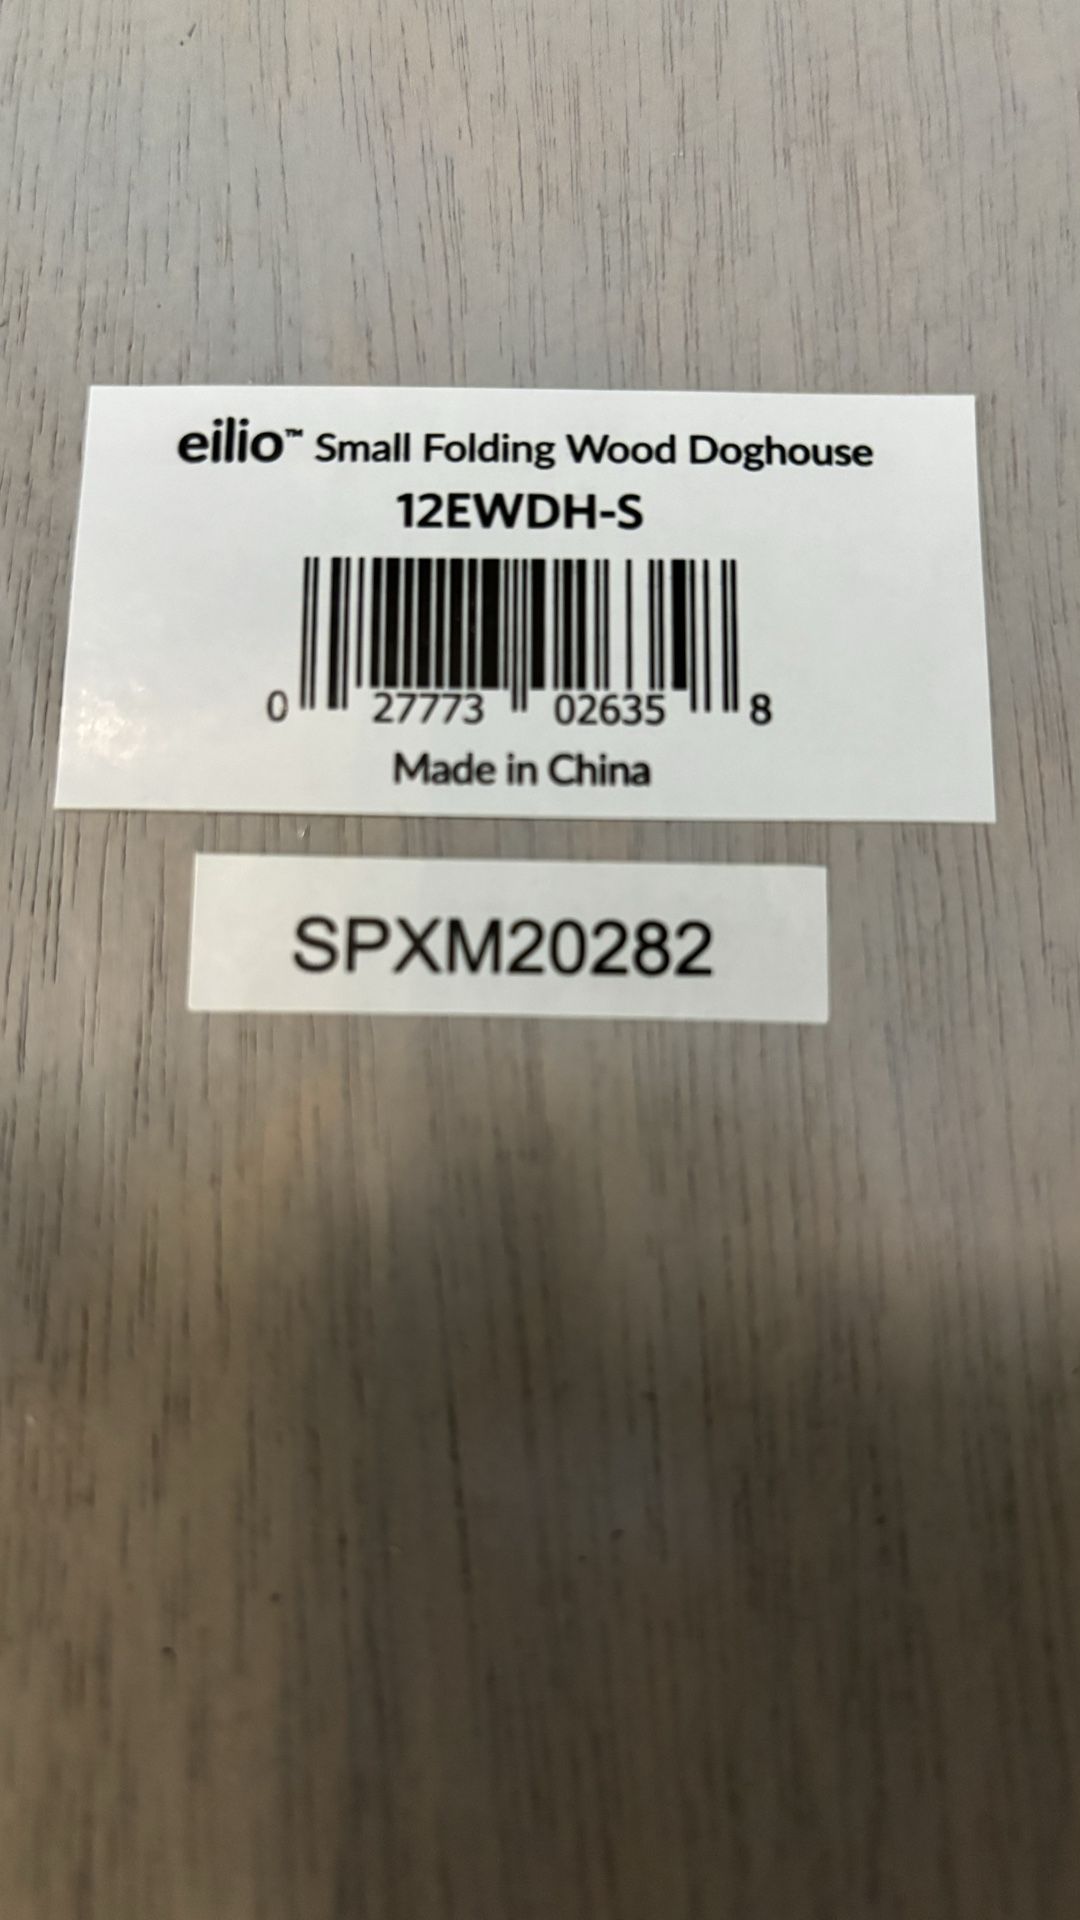 eilio™ Small Folding Wood Doghouse
12EWDH-S
0 27773 02635 8
Made in China
SPXM20282